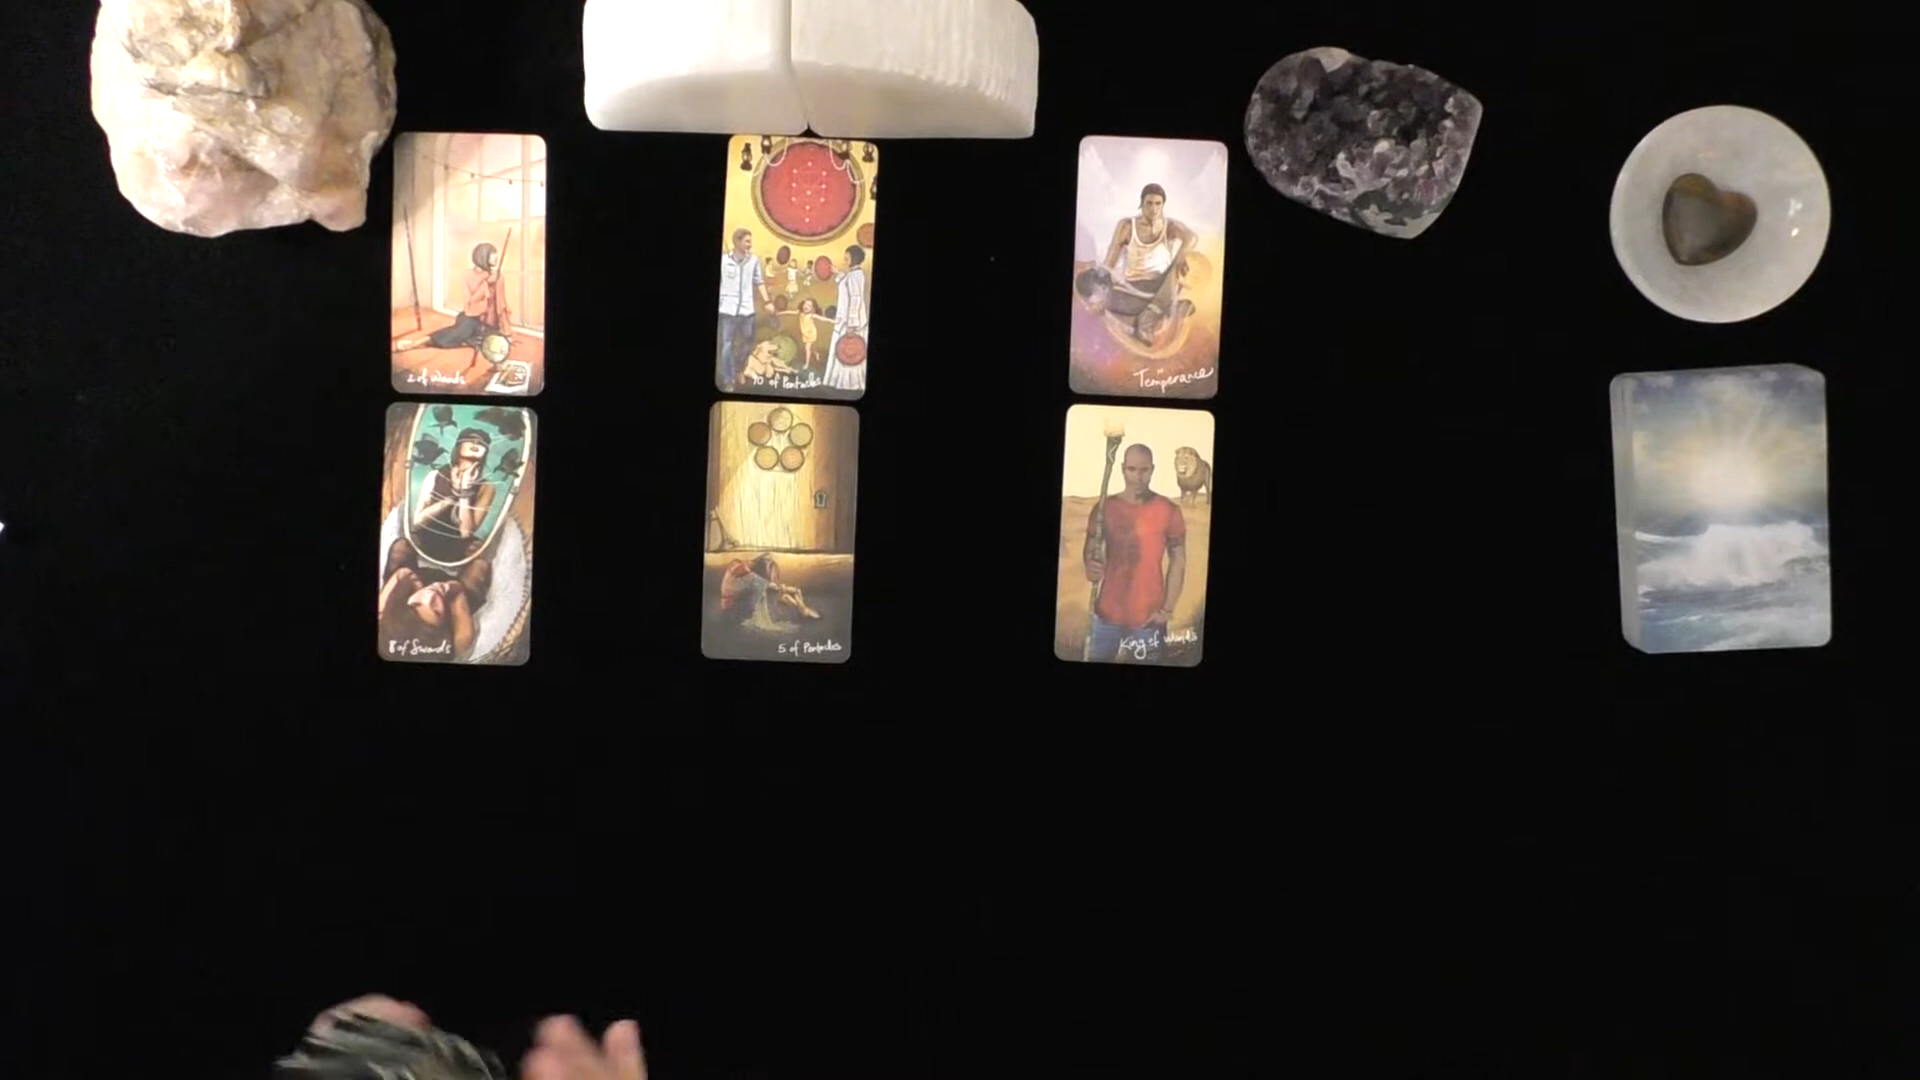 2 of Wands
10 of Pentacles
Temperance
8 of Swords
5 of Pentacles
King of Wands